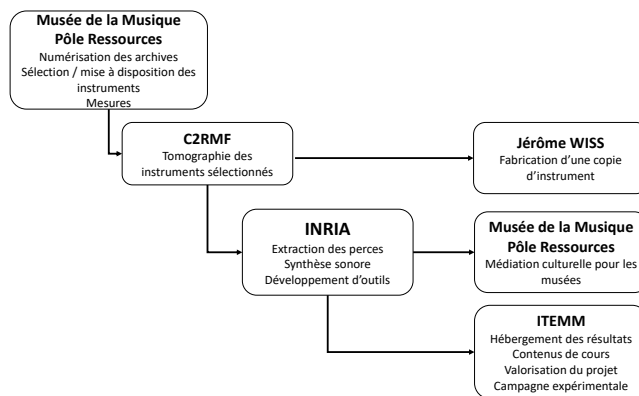 Musée de la Musique
Pôle Ressources
Numérisation des archives
Sélection / mise à disposition des
instruments
Mesures
C2RMF
Tomographie des
instruments sélectionnés
Jérôme WISS
Fabrication d'une copie
d'instrument
INRIA
Extraction des perces
Synthèse sonore
Développement d'outils
Musée de la Musique
Pôle Ressources
Médiation culturelle pour les
musées
ITEMM
Hébergement des résultats
Contenus de cours
Valorisation du projet
Campagne expérimentale